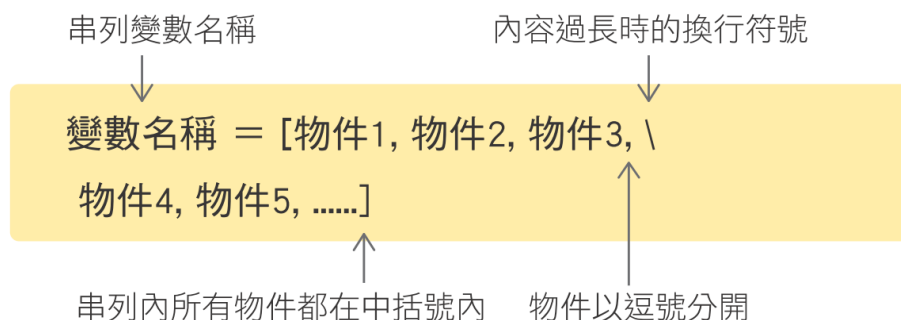 串列變數名稱
內容過長時的換行符號
變數名稱 = [物件1, 物件2, 物件3, \
物件4, 物件5, ......]
串列內所有物件都在中括號內
物件以逗號分開